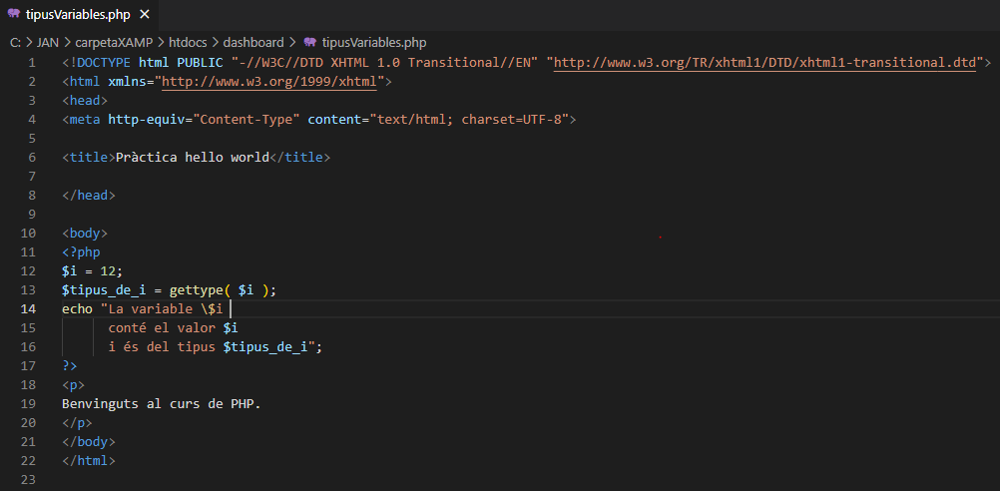 tipusVariables.php ×
C: > JAN > carpetaXAMP > htdocs > dashboard > tipusVariables.php
1 <!DOCTYPE html PUBLIC "-//W3C//DTD XHTML 1.0 Transitional//EN" "http://www.w3.org/TR/xhtml1/DTD/xhtml1-transitional.dtd">
2 <html xmlns="http://www.w3.org/1999/xhtml">
3 <head>
4 <meta http-equiv="Content-Type" content="text/html; charset=UTF-8">
5
6 <title>Pràctica hello world</title>
7
8 </head>
9
10 <body>
11 <?php
12 $i = 12;
13 $tipus_de_i = gettype( $i );
14 echo "La variable \$i
15       conté el valor $i
16       i és del tipus $tipus_de_i";
17 ?>
18 <p>
19 Benvinguts al curs de PHP.
20 </p>
21 </body>
22 </html>
23